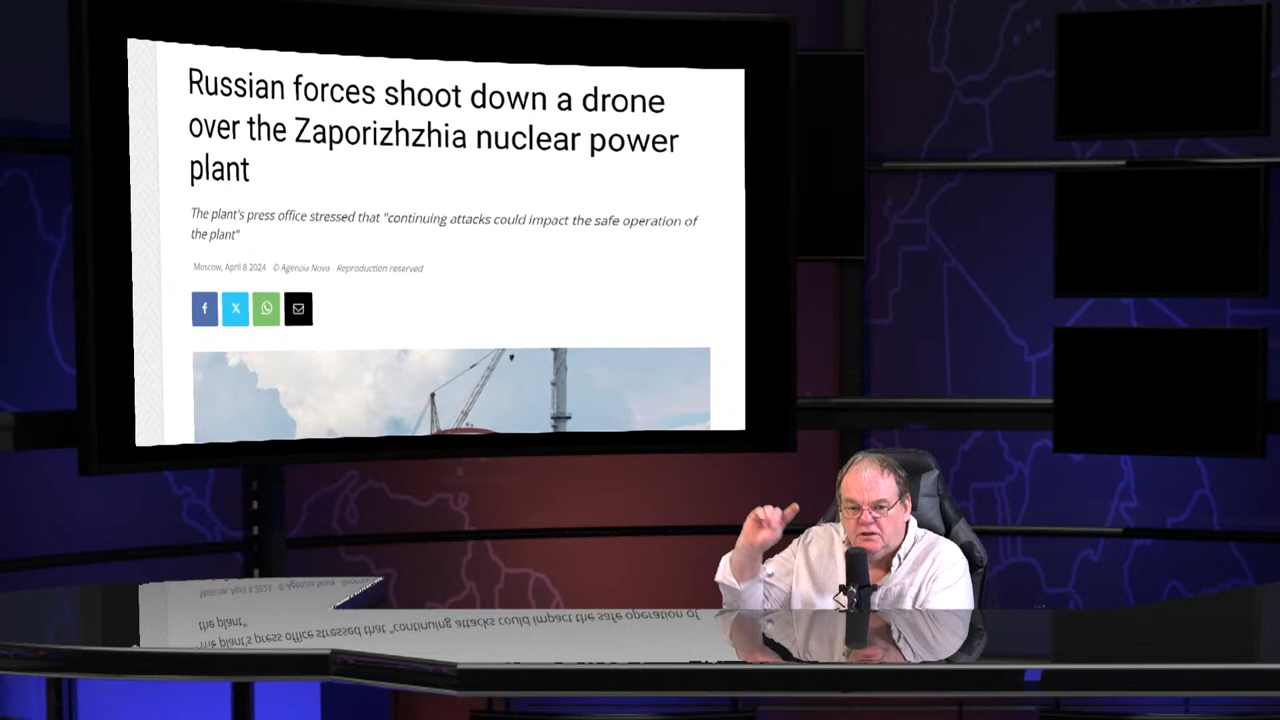 Russian forces shoot down a drone
over the Zaporizhzhia nuclear power
plant
The plant's press office stressed that "continuing attacks could impact the safe operation of
the plant"
Moscow, April 8 2024 © Agenzia Nova - Reproduction reserved